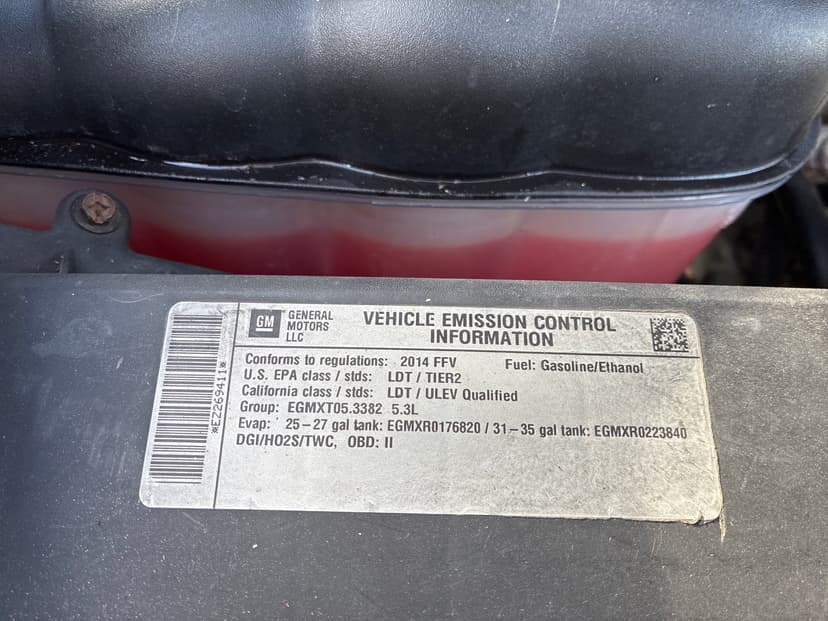 *EZ269411*
GM
GENERAL
MOTORS
LLC
VEHICLE EMISSION CONTROL
INFORMATION
Conforms to regulations: 2014 FFV Fuel: Gasoline/Ethanol
U.S. EPA class / stds: LDT / TIER2
California class / stds: LDT / ULEV Qualified
Group: EGMXT05.3382 5.3L
Evap: 25-27 gal tank: EGMXR0176820 / 31-35 gal tank: EGMXR0223840
DGI/HO2S/TWC, OBD: II